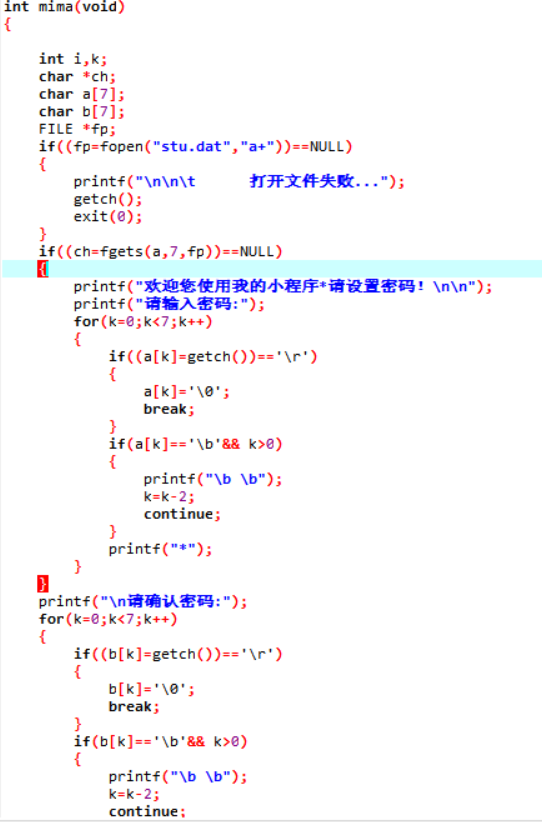 int mima(void)
{
int i,k;
char *ch;
char a[7];
char b[7];
FILE *fp;
if((fp=fopen("stu.dat","a+"))==NULL)
{
printf("\n\n\t      打开文件失败...");
getch();
exit(0);
}
if((ch=fgets(a,7,fp))==NULL)
{
printf("欢迎您使用我的小程序*请设置密码！\n\n");
printf("请输入密码:");
for(k=0;k<7;k++)
{
if((a[k]=getch())=='\r')
{
a[k]='\0';
break;
}
if(a[k]=='\b'&& k>0)
{
printf("\b \b");
k=k-2;
continue;
}
printf("*");
}
}
printf("\n请确认密码:");
for(k=0;k<7;k++)
{
if((b[k]=getch())=='\r')
{
b[k]='\0';
break;
}
if(b[k]=='\b'&& k>0)
{
printf("\b \b");
k=k-2;
continue;